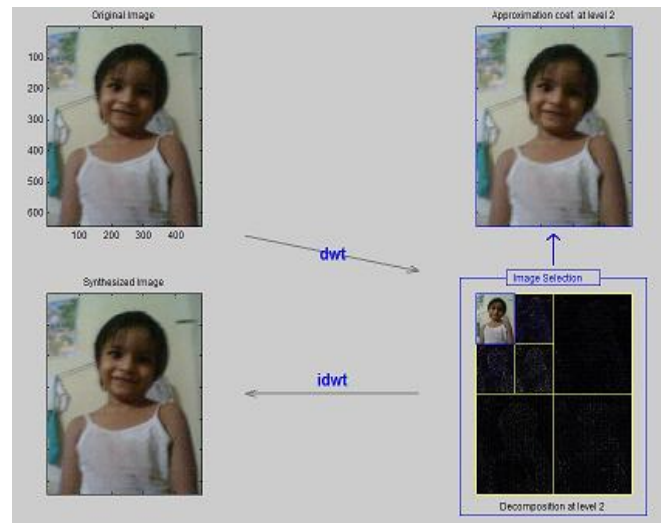 Original Image
100
200
300
400
500
600
100 200 300 400
Approximation coef. at level 2
dwt
Image Selection
Synthesized Image
idwt
Decomposition at level 2